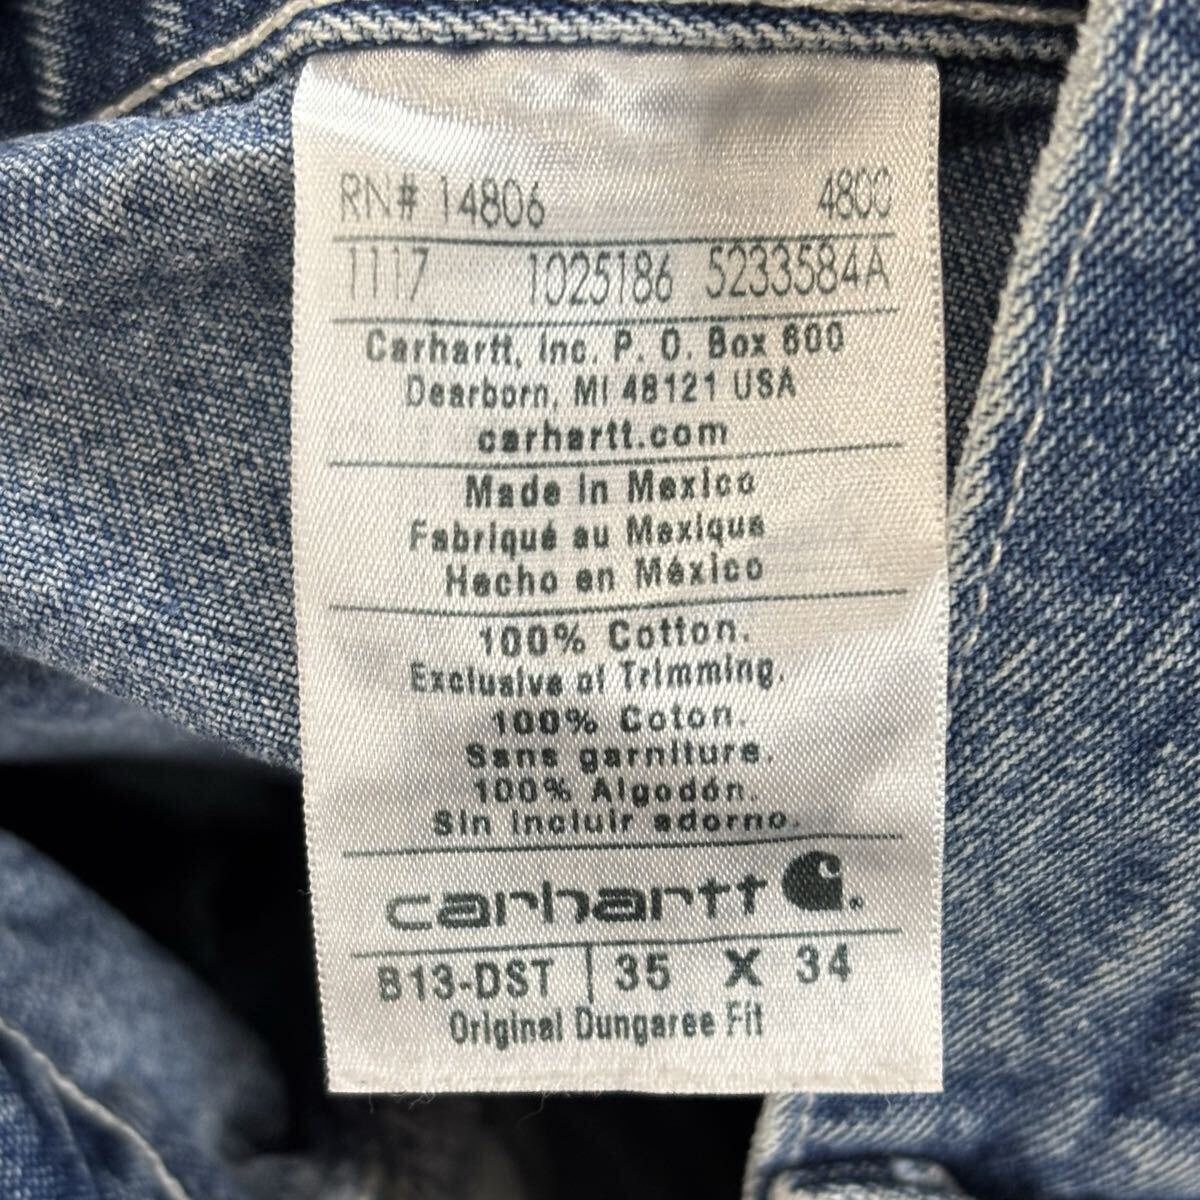 RN# 14806 4800
1117 1025186 5233584A
Carhartt, Inc. P. O. Box 600
Dearborn, MI 48121 USA
carhartt.com
Made in Mexico
Fabriqué au Mexique
Hecho en México
100% Cotton.
Exclusive of Trimming.
100% Coton.
Sans garniture.
100% Algodón.
Sin incluir adorno.
carhartt
B13-DST | 35 X 34
Original Dungaree Fit